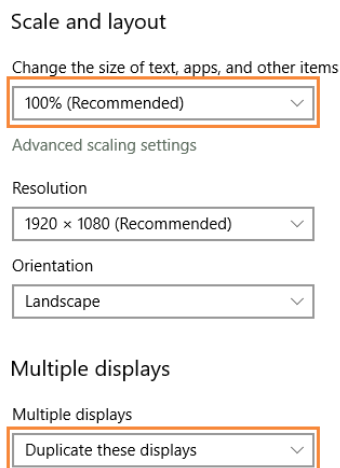 Scale and layout
Change the size of text, apps, and other items
100% (Recommended)
Advanced scaling settings
Resolution
1920 × 1080 (Recommended)
Orientation
Landscape
Multiple displays
Multiple displays
Duplicate these displays